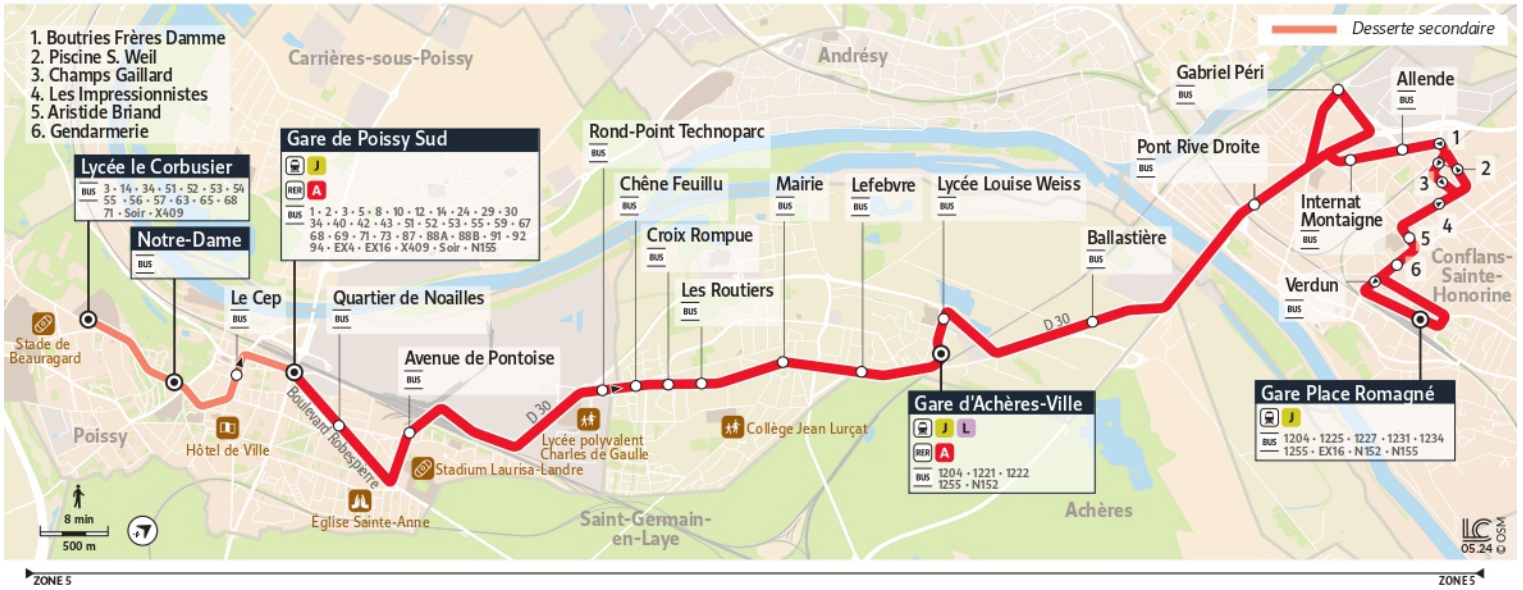 1. Boutries Frères Damme
2. Piscine S. Weil
3. Champs Gaillard
4. Les Impressionnistes
5. Aristide Briand
6. Gendarmerie
Carrières-sous-Poissy
Andrésy
Desserte secondaire
Lycée le Corbusier
BUS
3 · 14 · 34 · 51 · 52 · 53 · 54
55 · 56 · 57 · 63 · 65 · 68
71 · Soir · X409
Notre-Dame
BUS
Gare de Poissy Sud
J
RER A
BUS
1 · 2 · 3 · 5 · 8 · 10 · 12 · 14 · 24 · 29 · 30
34 · 40 · 42 · 43 · 51 · 52 · 53 · 55 · 59 · 67
68 · 69 · 71 · 73 · 87 · 88A · 88B · 91 · 92
94 · EX4 · EX16 · X409 · Soir · N155
Le Cep
BUS
Quartier de Noailles
BUS
Avenue de Pontoise
BUS
Rond-Point Technoparc
BUS
Chêne Feuillu
BUS
Croix Rompue
BUS
Les Routiers
BUS
Mairie
BUS
Lefebvre
BUS
Lycée Louise Weiss
BUS
Ballastière
BUS
Pont Rive Droite
BUS
Gabriel Péri
BUS
Allende
BUS
Internat
Montaigne
BUS
Verdun
BUS
1
2
3
4
5
6
Conflans-
Sainte-
Honorine
Stade de
Beauregard
Poissy
Hôtel de Ville
Boulevard Robespierre
Église Sainte-Anne
Stadium Laurisa-Landre
D 30
Lycée polyvalent
Charles de Gaulle
Collège Jean Lurçat
D 30
Gare d'Achères-Ville
J L
RER A
BUS
1204 · 1221 · 1222
1255 · N152
Gare Place Romagné
J
BUS
1204 · 1225 · 1227 · 1231 · 1234
1255 · EX16 · N152 · N155
Saint-Germain-
en-Laye
Achères
8 min
500 m
LC
05.24
© OSM
ZONE 5
ZONE 5